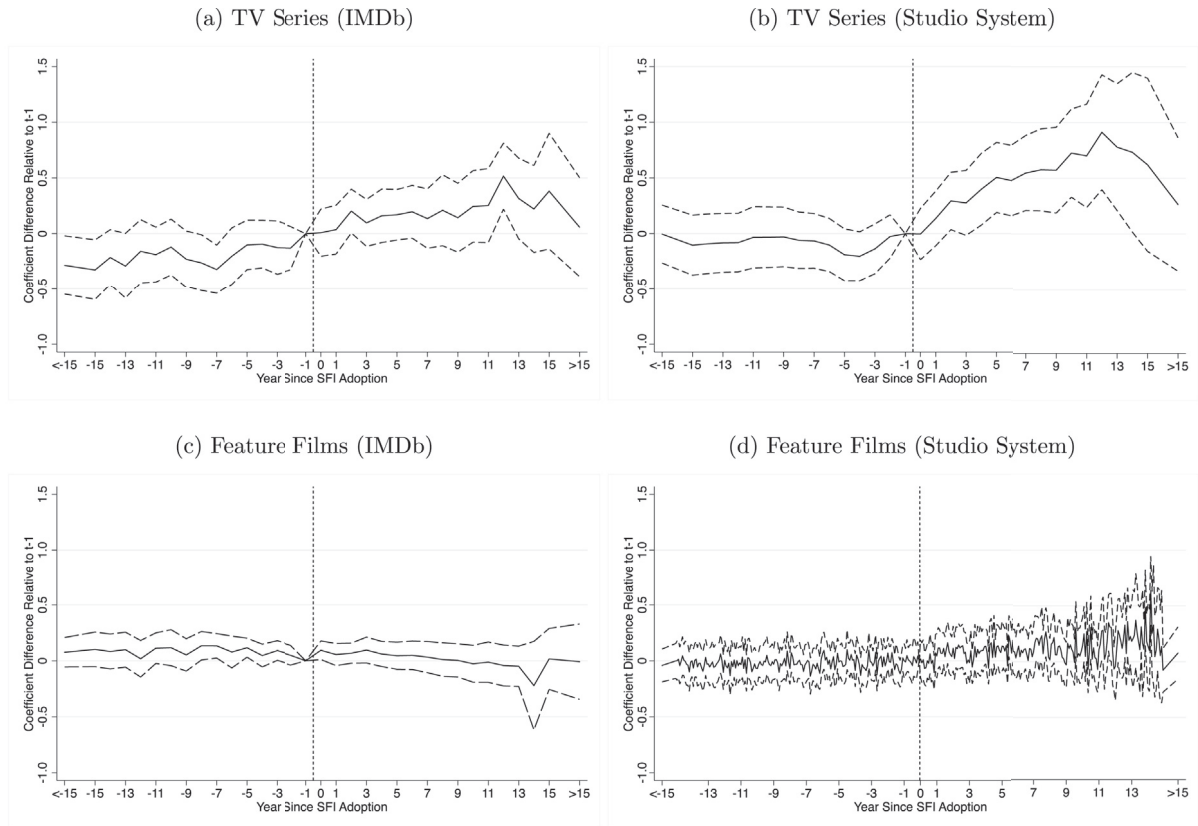 (a) TV Series (IMDb)
(b) TV Series (Studio System)
Coefficient Difference Relative to t-1
1.5
1.0
0.5
0
-0.5
-1.0
<-15 -15 -13 -11 -9 -7 -5 -3 -1 0 1 3 5 7 9 11 13 15 >15
Year Since SFI Adoption
Coefficient Difference Relative to t-1
1.5
1.0
0.5
0
-0.5
-1.0
<-15 -15 -13 -11 -9 -7 -5 -3 -1 0 1 3 5 7 9 11 13 15 >15
Year Since SFI Adoption
(c) Feature Films (IMDb)
(d) Feature Films (Studio System)
Coefficient Difference Relative to t-1
1.5
1.0
0.5
0
-0.5
-1.0
<-15 -15 -13 -11 -9 -7 -5 -3 -1 0 1 3 5 7 9 11 13 15 >15
Year Since SFI Adoption
Coefficient Difference Relative to t-1
1.5
1.0
0.5
0
-0.5
-1.0
<-15 -13 -11 -9 -7 -5 -3 -1 0 1 3 5 7 9 11 13 >15
Year Since SFI Adoption